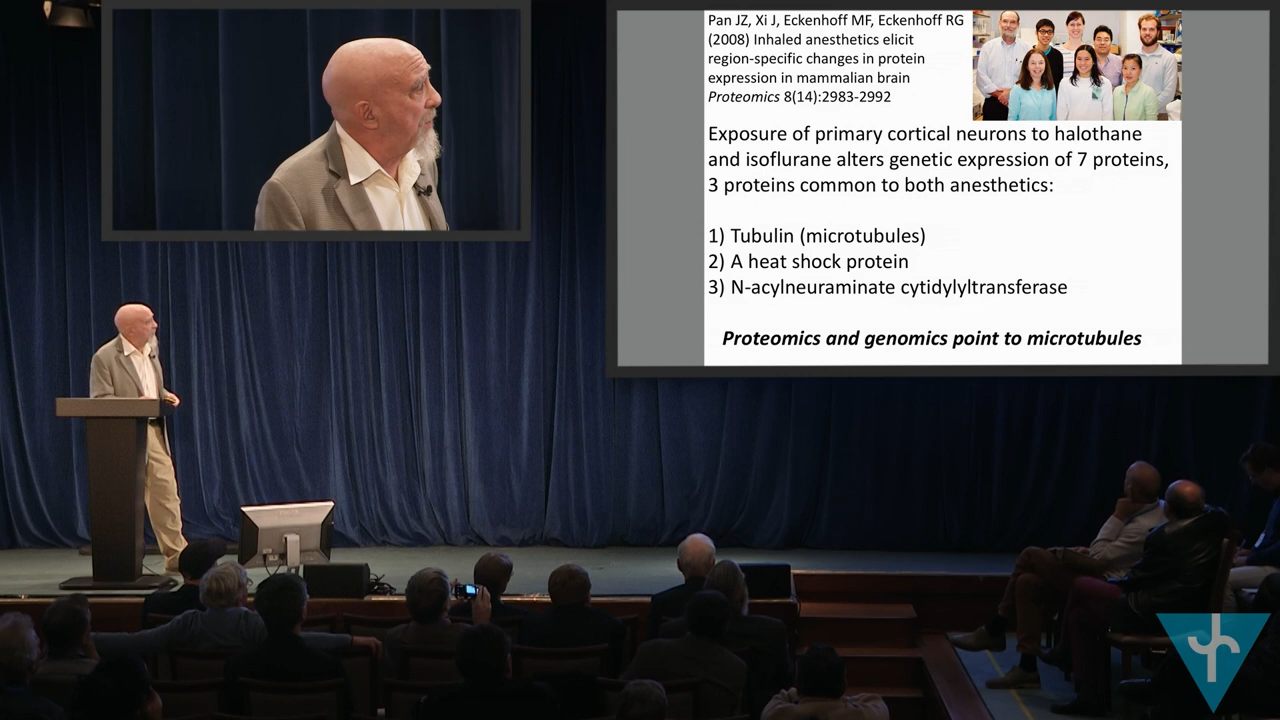 Pan JZ, Xi J, Eckenhoff MF, Eckenhoff RG
(2008) Inhaled anesthetics elicit
region-specific changes in protein
expression in mammalian brain
Proteomics 8(14):2983-2992
Exposure of primary cortical neurons to halothane
and isoflurane alters genetic expression of 7 proteins,
3 proteins common to both anesthetics:
1) Tubulin (microtubules)
2) A heat shock protein
3) N-acylneuraminate cytidylyltransferase
Proteomics and genomics point to microtubules